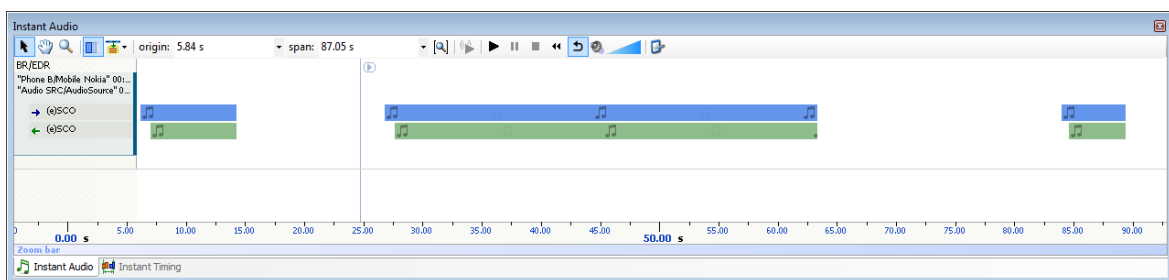 Instant Audio
origin: 5.84 s span: 87.05 s
BR/EDR
"Phone B/Mobile Nokia" 00:...
"Audio SRC/AudioSource" 0...
(e)SCO
(e)SCO
0.00 s 5.00 10.00 15.00 20.00 25.00 30.00 35.00 40.00 45.00 50.00 s 55.00 60.00 65.00 70.00 75.00 80.00 85.00 90.00
Zoom bar
Instant Audio Instant Timing